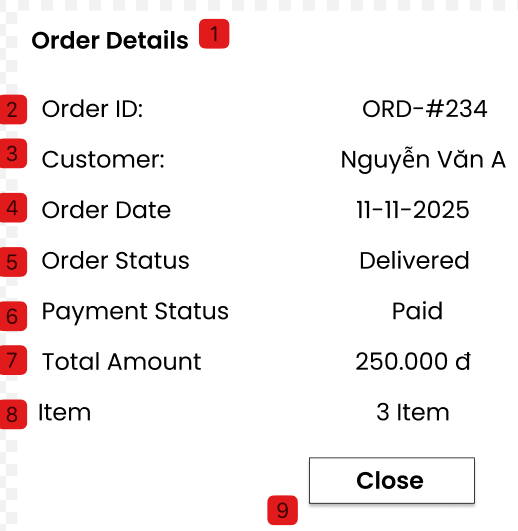 Order Details 1
2 Order ID: ORD-#234
3 Customer: Nguyễn Văn A
4 Order Date 11-11-2025
5 Order Status Delivered
6 Payment Status Paid
7 Total Amount 250.000 đ
8 Item 3 Item
Close
9